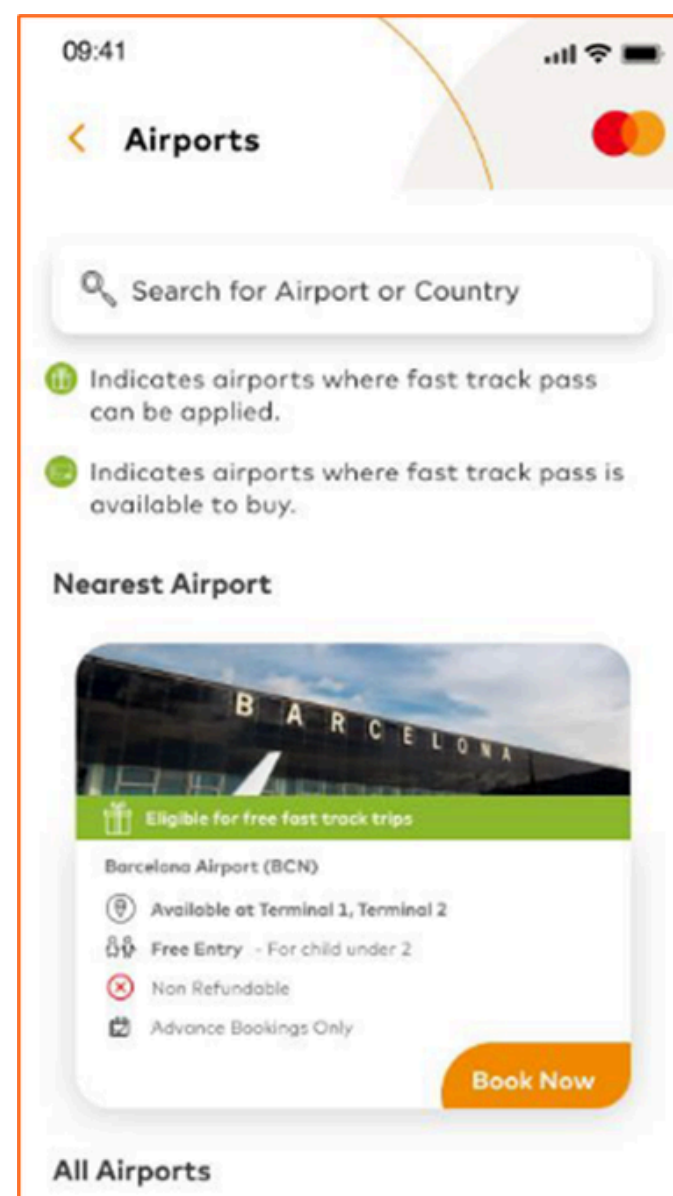 09:41
Airports
Search for Airport or Country
Indicates airports where fast track pass
can be applied.
Indicates airports where fast track pass is
available to buy.
Nearest Airport
BARCELONA
Eligible for free fast track trips
Barcelona Airport (BCN)
Available at Terminal 1, Terminal 2
Free Entry - For child under 2
Non Refundable
Advance Bookings Only
Book Now
All Airports